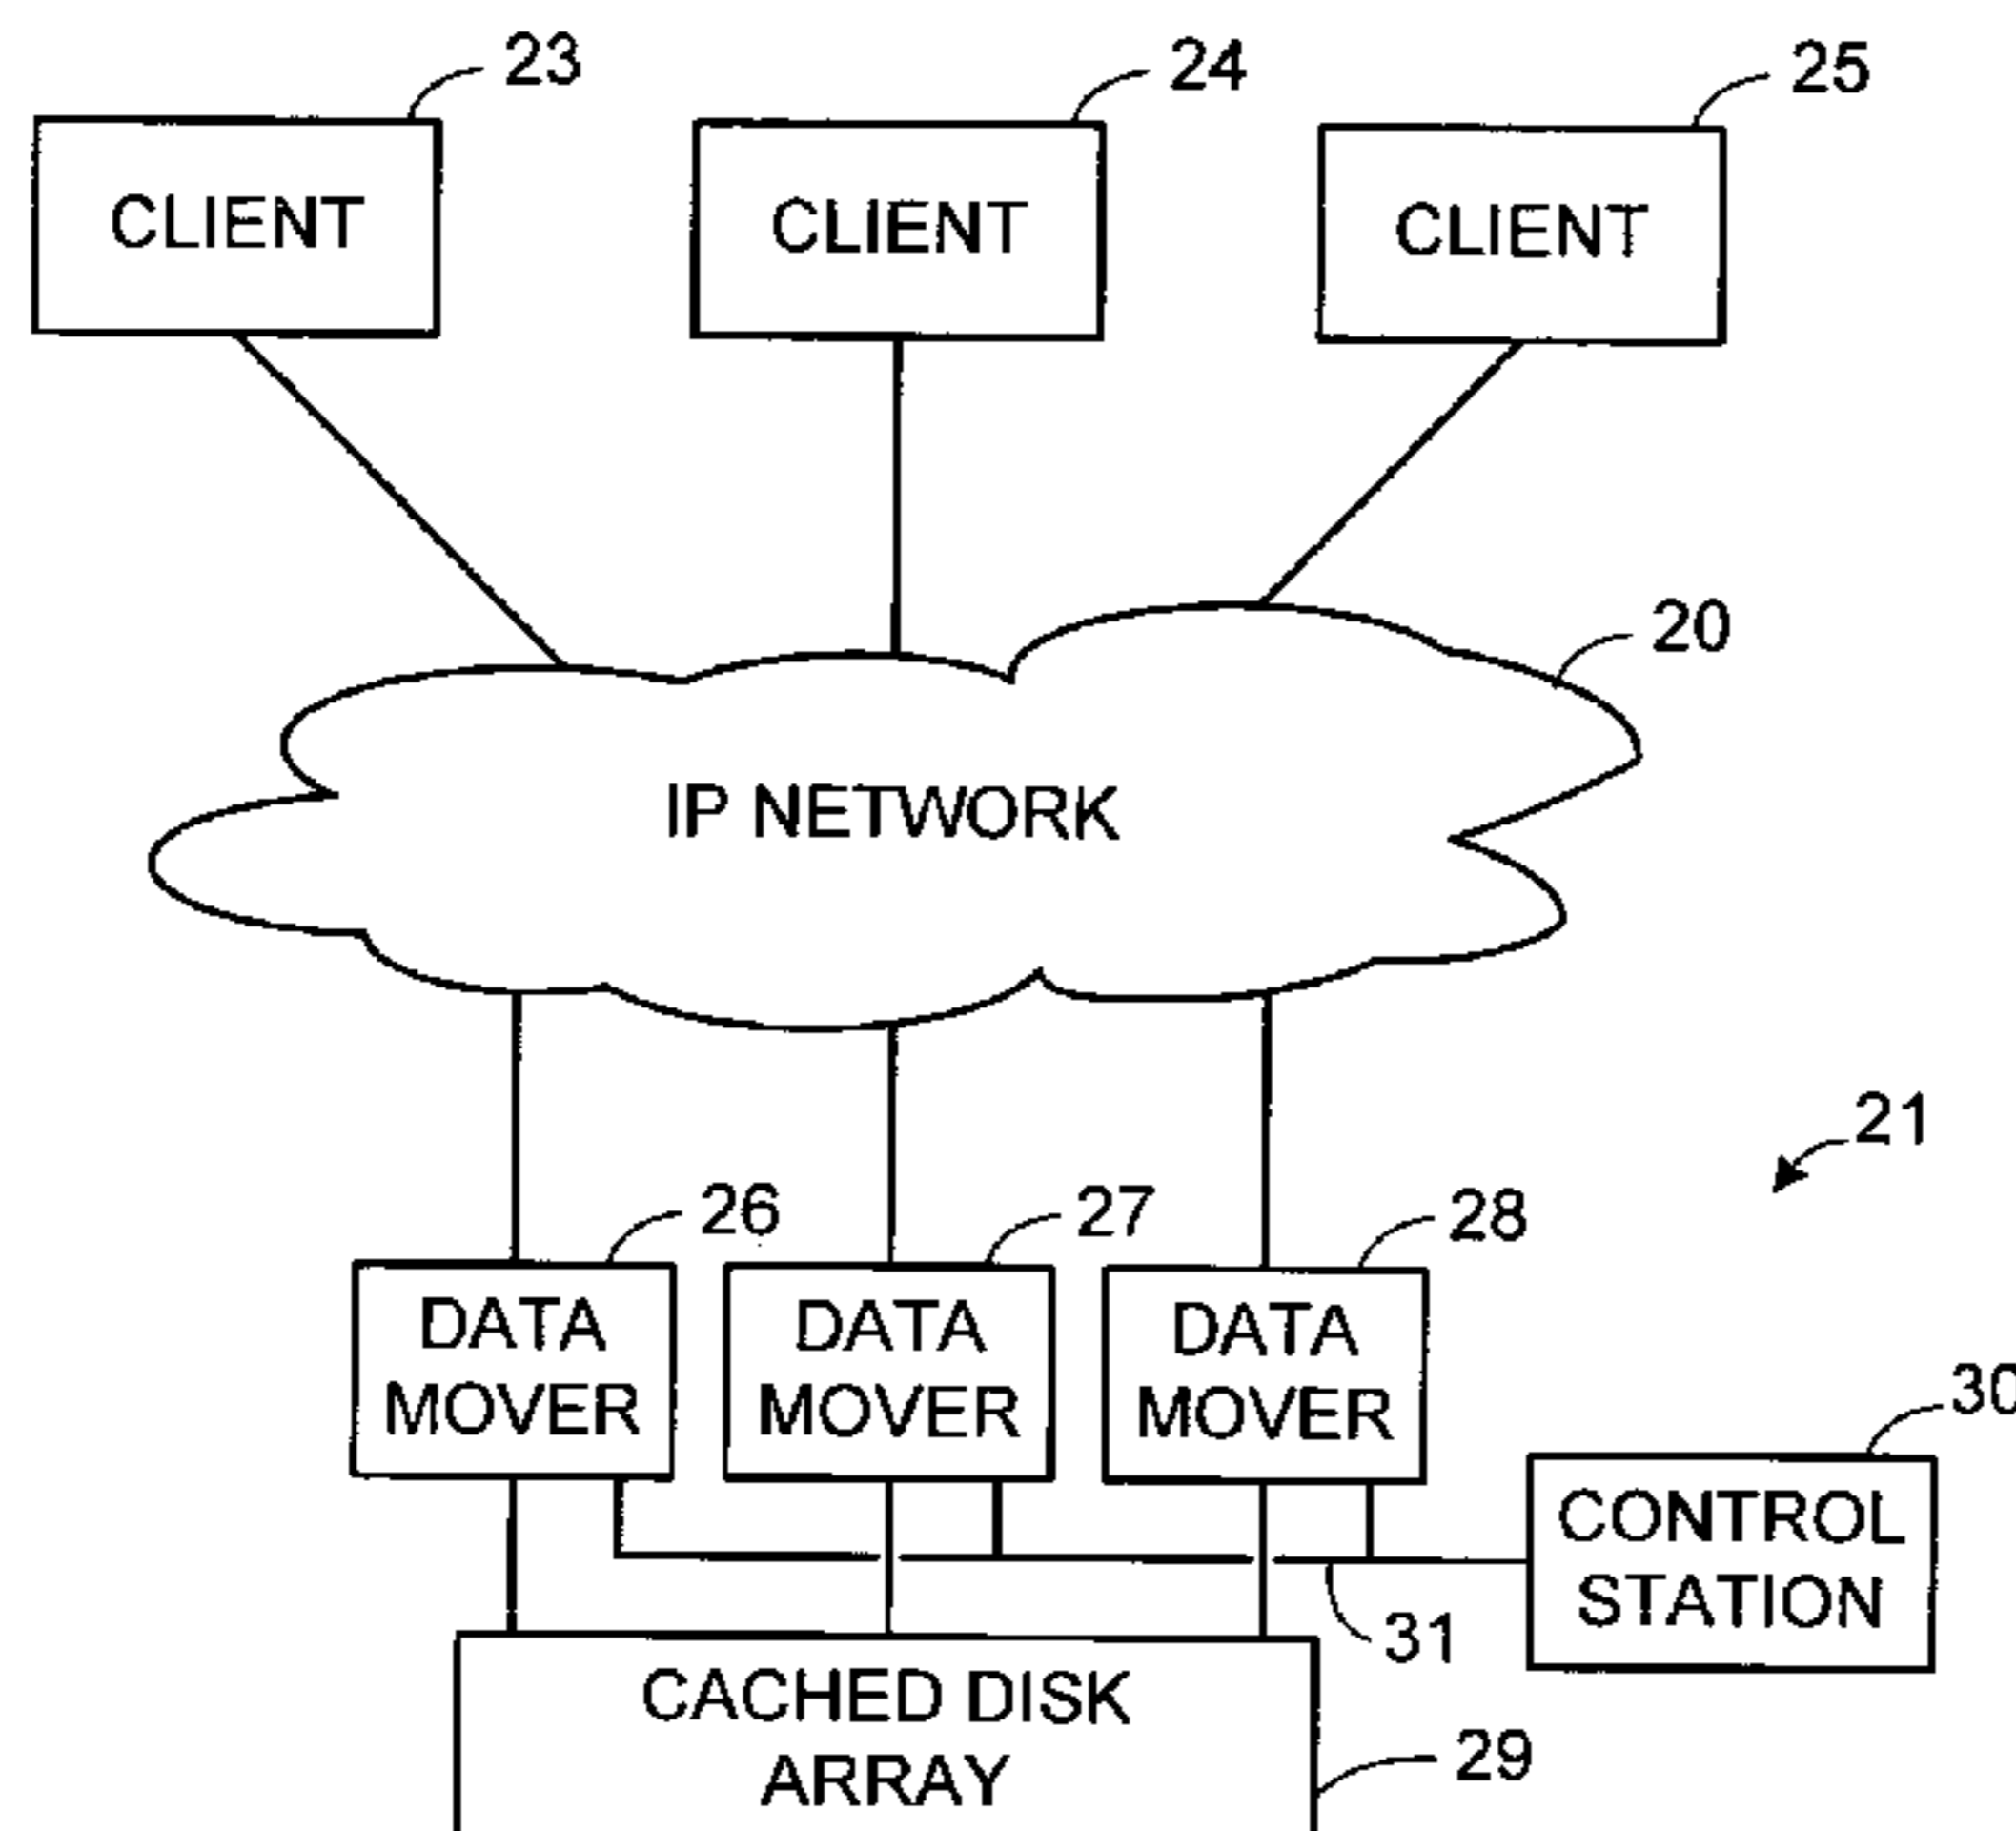 23
24
25
CLIENT
CLIENT
CLIENT
20
IP NETWORK
21
26
27
28
DATA
MOVER
DATA
MOVER
DATA
MOVER
30
CONTROL
STATION
31
CACHED DISK
ARRAY
29